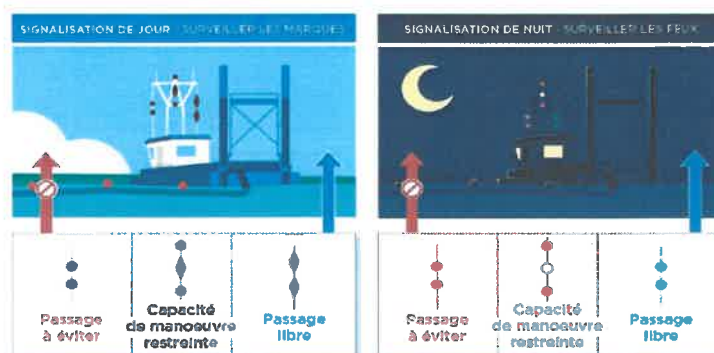 SIGNALISATION DE JOUR - SURVEILLER LES MARQUES
SIGNALISATION DE NUIT - SURVEILLER LES FEUX
Passage
à éviter
Capacité
de manoeuvre
restreinte
Passage
libre
Passage
à éviter
Capacité
de manoeuvre
restreinte
Passage
libre